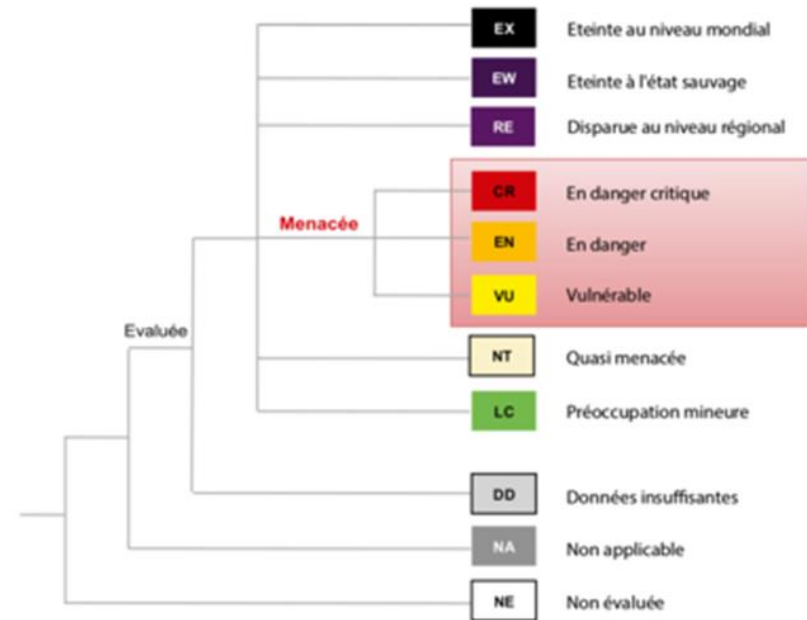 EX Eteinte au niveau mondial
EW Eteinte à l'état sauvage
RE Disparue au niveau régional
CR En danger critique
Menacée
EN En danger
VU Vulnérable
Evaluée
NT Quasi menacée
LC Préoccupation mineure
DD Données insuffisantes
NA Non applicable
NE Non évaluée